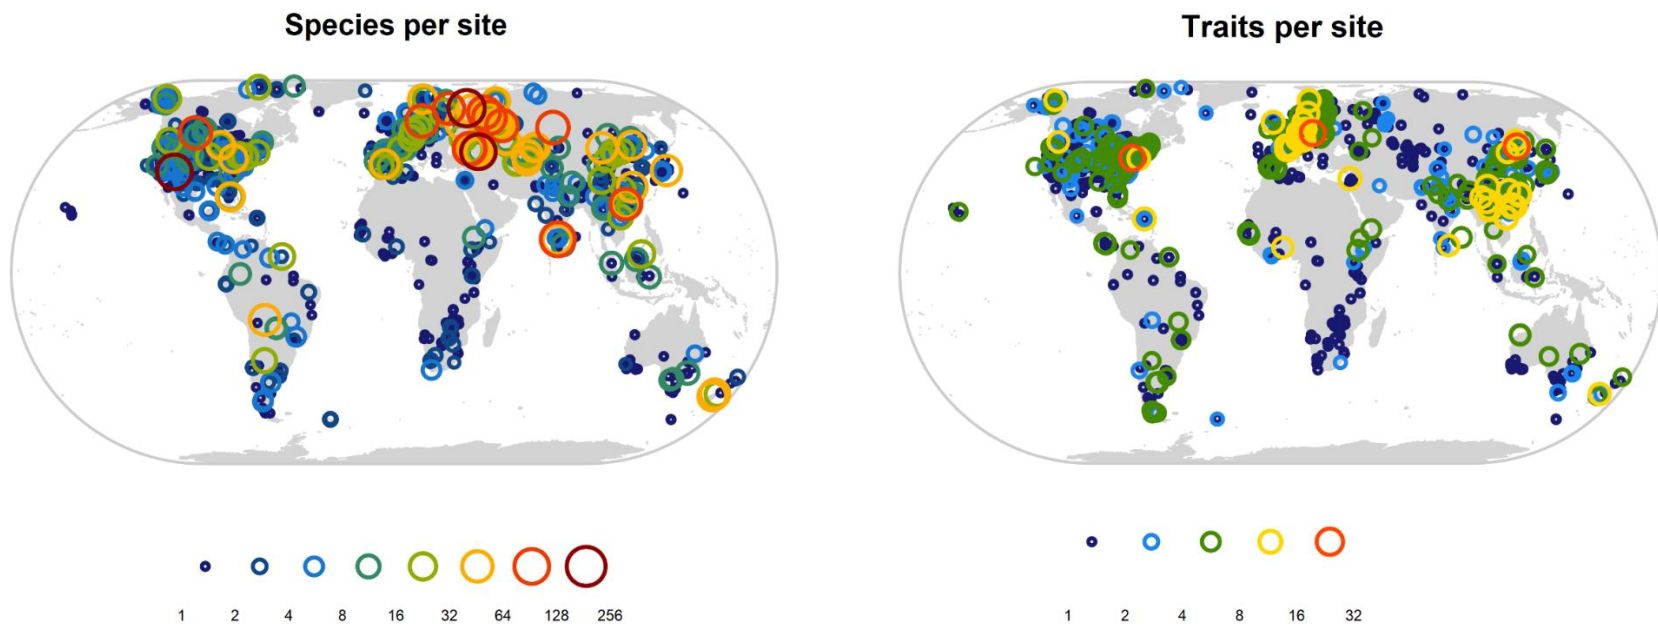 Species per site
Traits per site
1 2 4 8 16 32 64 128 256
1 2 4 8 16 32